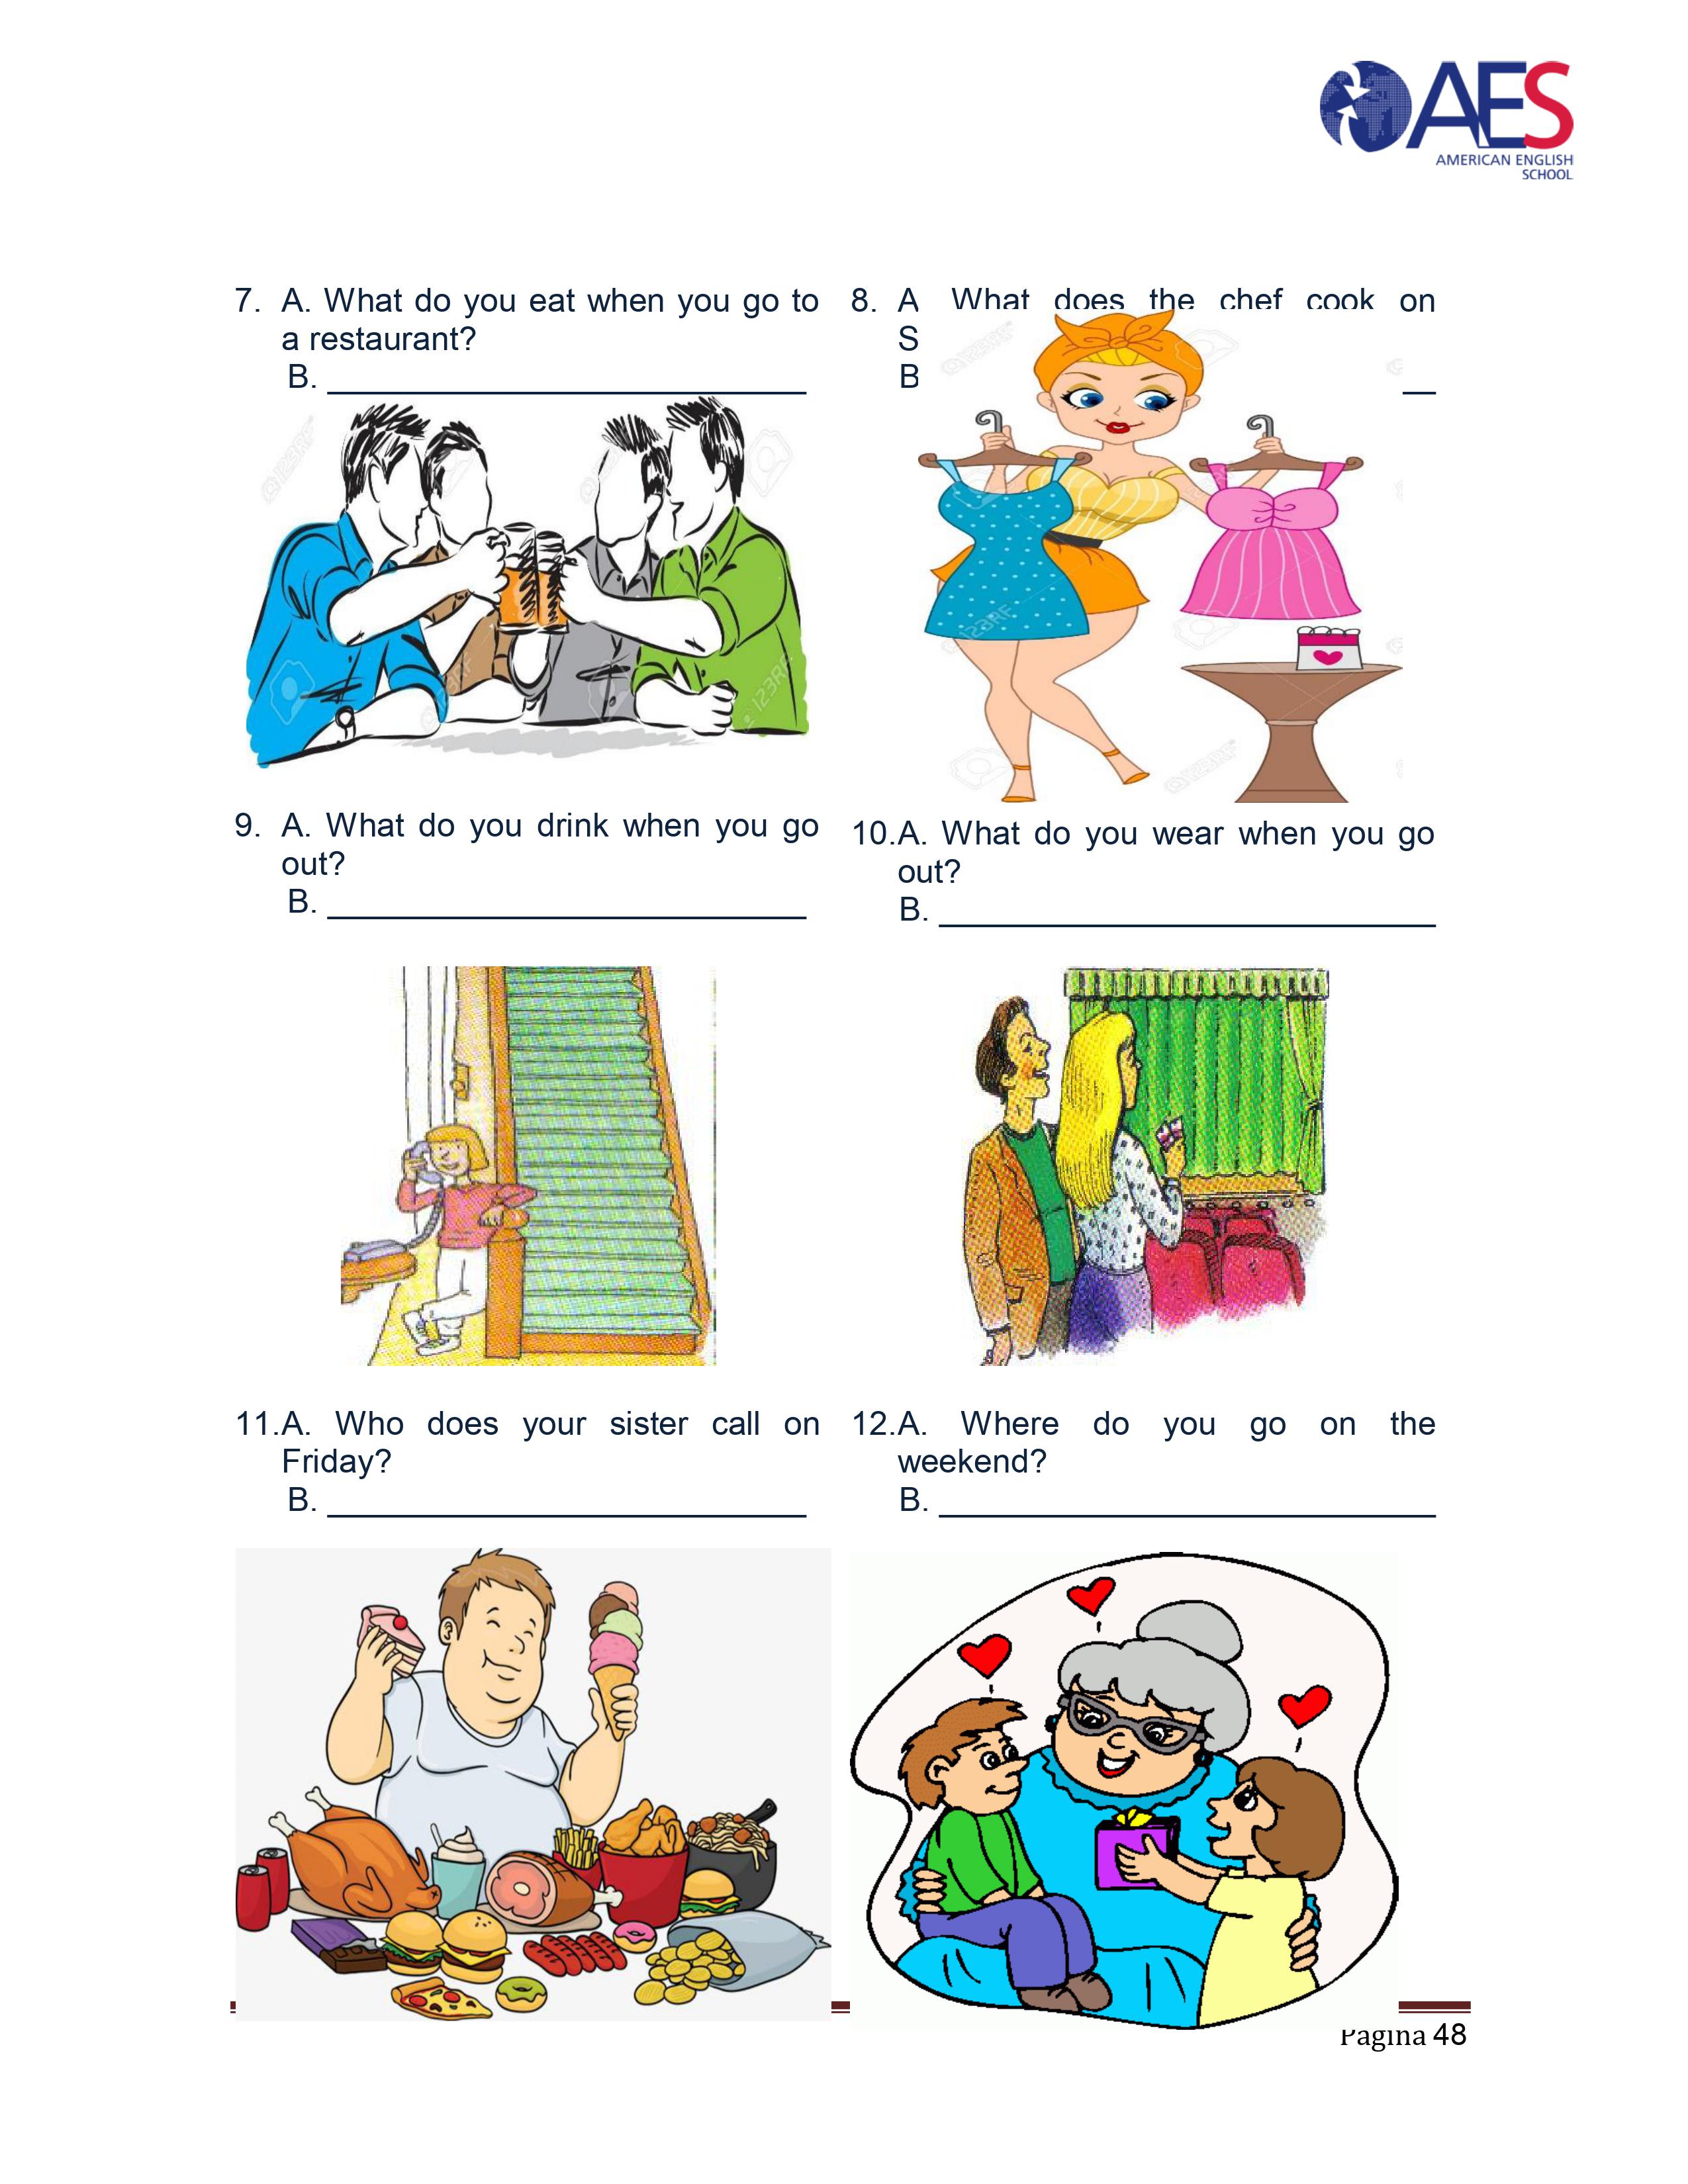 AES
AMERICAN ENGLISH
SCHOOL
7. A. What do you eat when you go to
a restaurant?
B. ___________________________
8. A What does the chef cook on
S
B
9. A. What do you drink when you go
out?
B. ___________________________
10.A. What do you wear when you go
out?
B. ____________________________
11.A. Who does your sister call on
Friday?
B. ___________________________
12.A. Where do you go on the
weekend?
B. ____________________________
Página 48